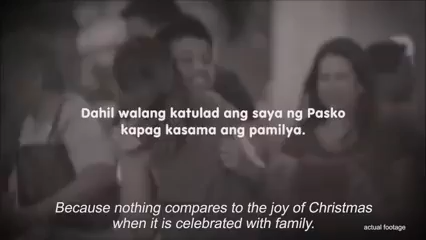 Dahil walang katulad ang saya ng Pasko
kapag kasama ang pamilya.
Because nothing compares to the joy of Christmas
when it is celebrated with family.
actual footage